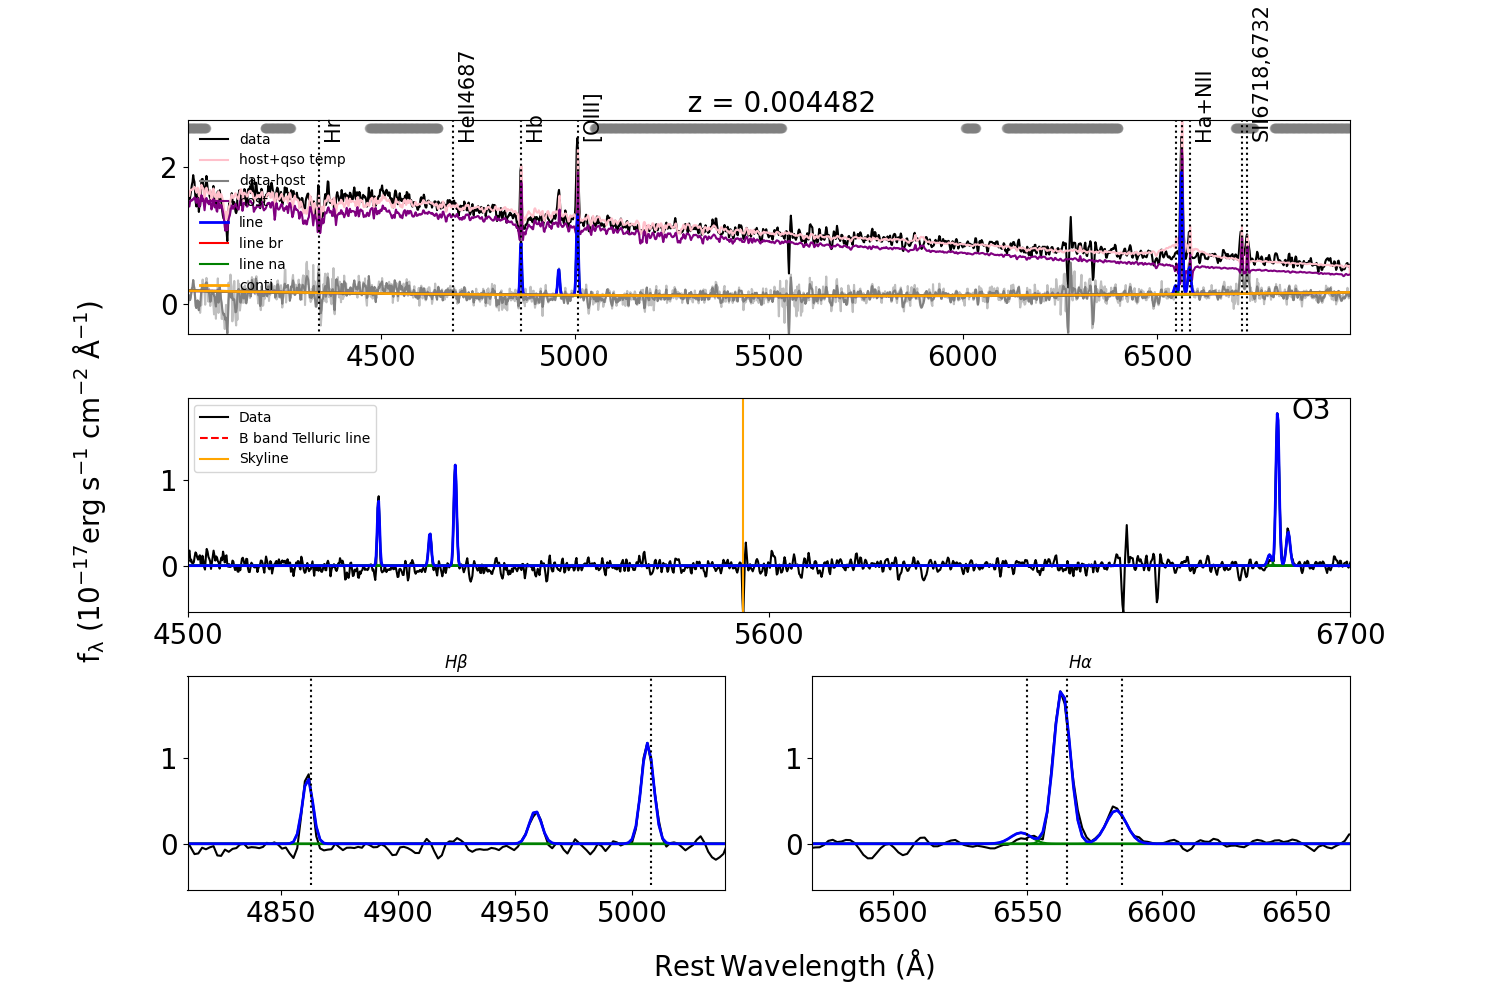 z = 0.004482
Hr
HeII4687
Hb
[OIII]
Ha+NII
SII6718,6732
data
host+qso temp
data-host
host
line
line br
line na
conti
2
0
4500
5000
5500
6000
6500
O3
Data
B band Telluric line
Skyline
1
0
4500
5600
6700
fλ (10⁻¹⁷erg s⁻¹ cm⁻² Å⁻¹)
Hβ
1
0
4850
4900
4950
5000
Hα
1
0
6500
6550
6600
6650
Rest Wavelength (Å)